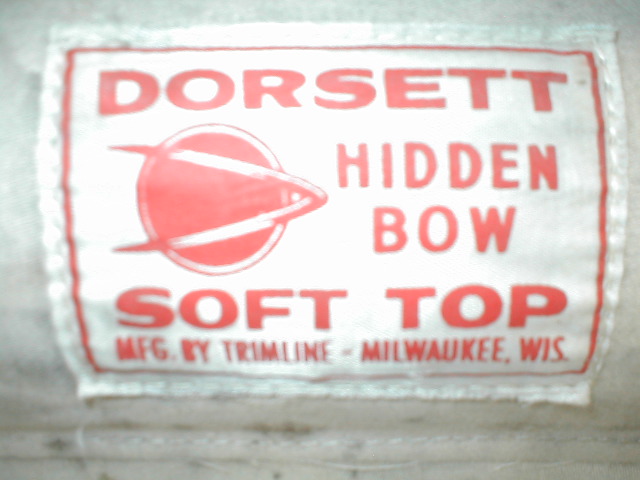 DORSETT
HIDDEN
BOW
SOFT TOP
MFG. BY TRIMLINE - MILWAUKEE, WIS.